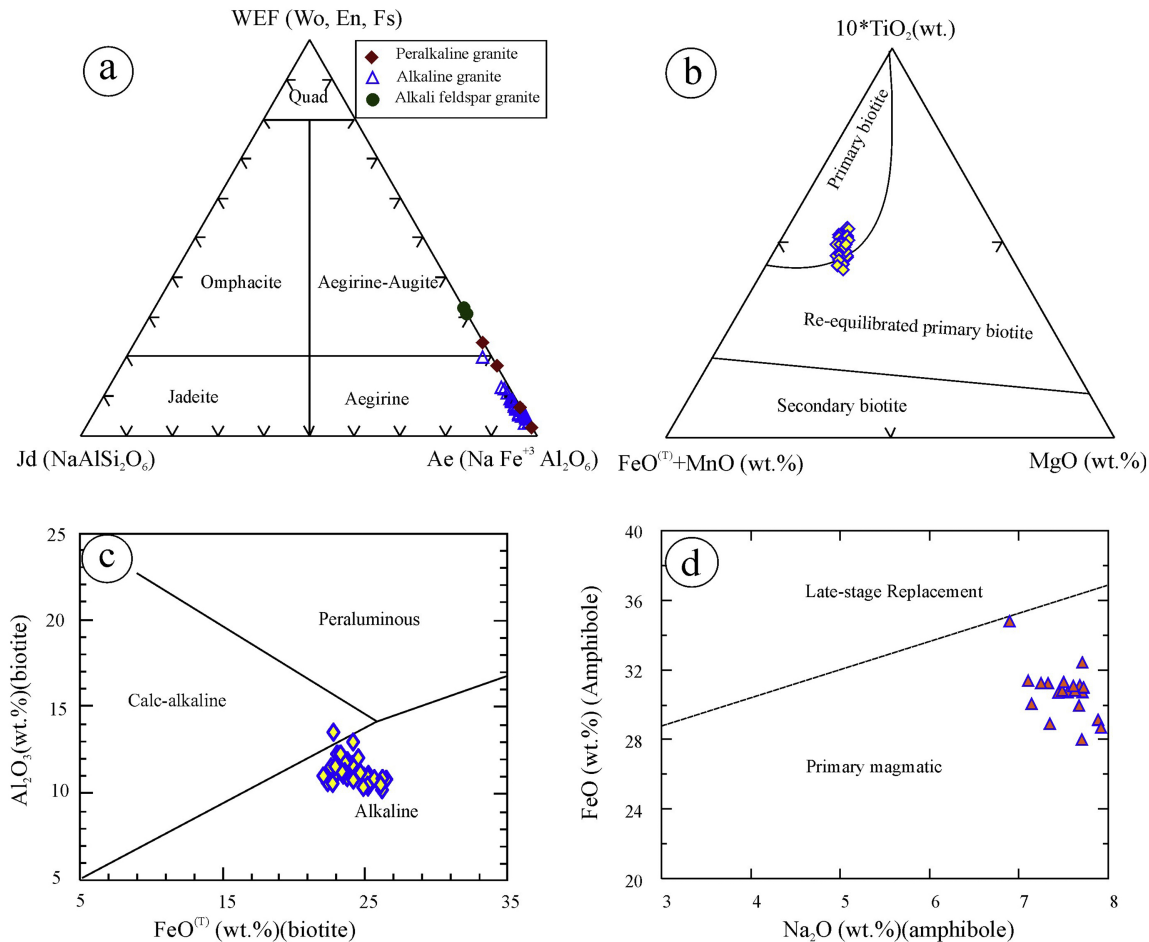 WEF (Wo, En, Fs)
a
Peralkaline granite
Alkaline granite
Alkali feldspar granite
Quad
Omphacite
Aegirine-Augite
Jadeite
Aegirine
Jd (NaAlSi₂O₆)
Ae (Na Fe⁺³ Al₂O₆)
10*TiO₂(wt.)
b
Primary biotite
Re-equilibrated primary biotite
Secondary biotite
FeO⁽ᵀ⁾+MnO (wt.%)
MgO (wt.%)
c
25
20
15
10
5
Al₂O₃(wt.%)(biotite)
Peraluminous
Calc-alkaline
Alkaline
5 15 25 35
FeO⁽ᵀ⁾ (wt.%)(biotite)
d
40
36
32
28
24
20
FeO (wt.%) (Amphibole)
Late-stage Replacement
Primary magmatic
3 4 5 6 7 8
Na₂O (wt.%)(amphibole)